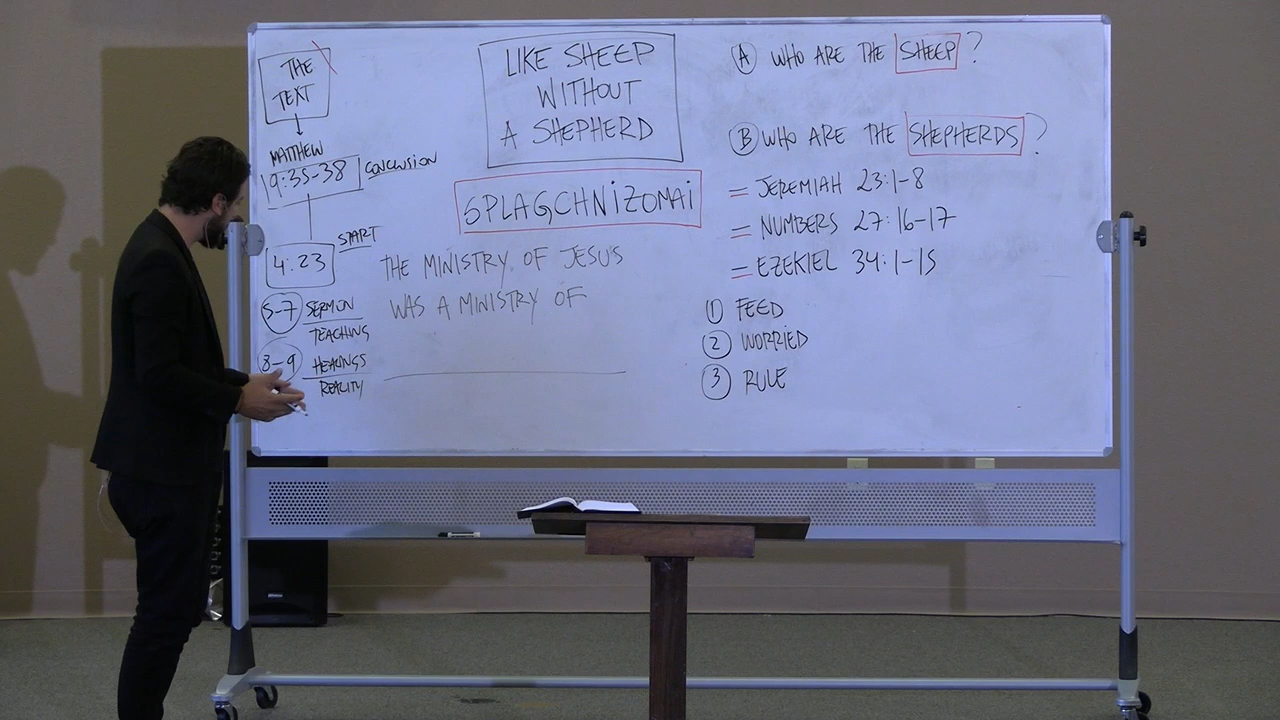 THE
TEXT
MATTHEW
9:35-38 CONCLUSION
4:23 START
5-7 SERMON
TEACHING
8-9 HEALINGS
REALITY
LIKE SHEEP
WITHOUT
A SHEPHERD
SPLAGCHNIZOMAI
THE MINISTRY OF JESUS
WAS A MINISTRY OF
A WHO ARE THE SHEEP?
B WHO ARE THE SHEPHERDS?
= JEREMIAH 23:1-8
= NUMBERS 27:16-17
= EZEKIEL 34:1-15
1 FEED
2 WORRIED
3 RULE